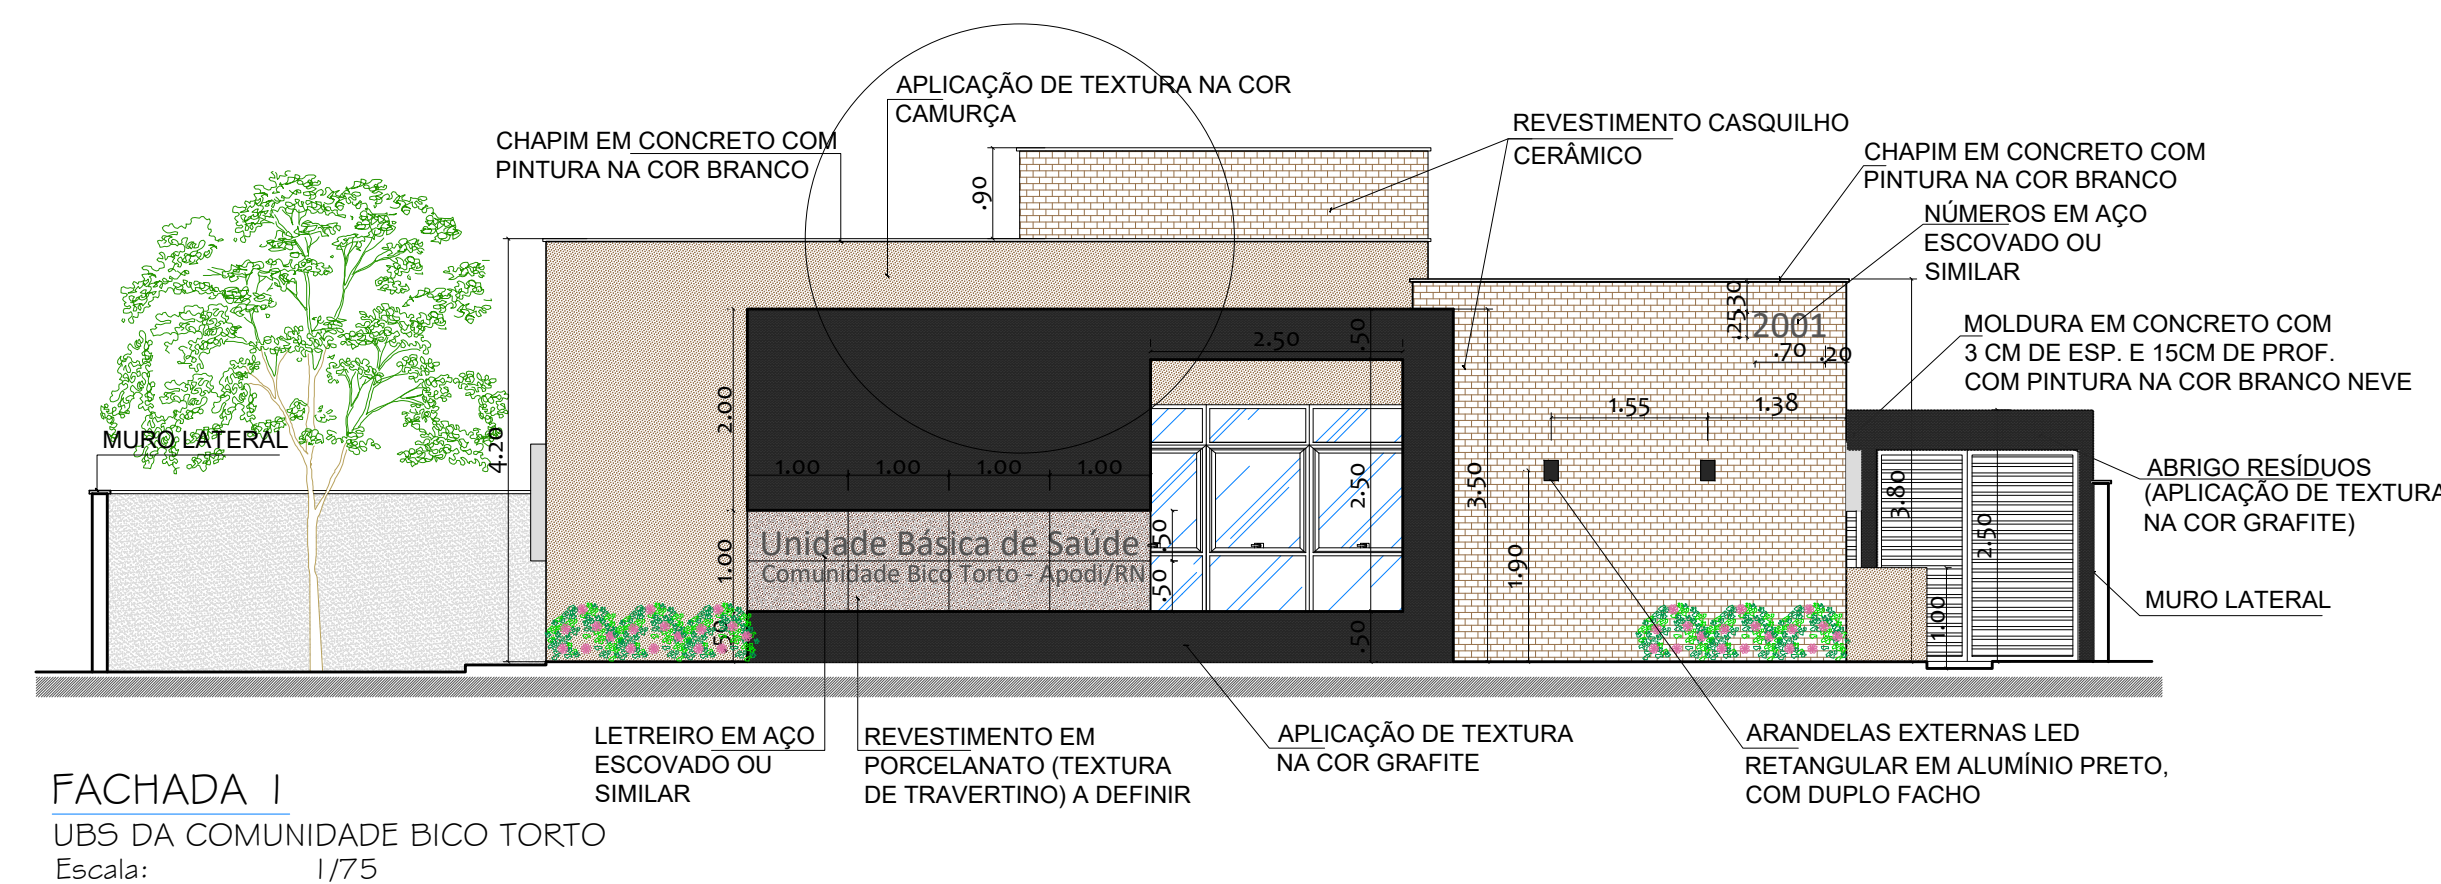 APLICAÇÃO DE TEXTURA NA COR
CAMURÇA
CHAPIM EM CONCRETO COM
PINTURA NA COR BRANCO
REVESTIMENTO CASQUILHO
CERÂMICO
CHAPIM EM CONCRETO COM
PINTURA NA COR BRANCO
NÚMEROS EM AÇO
ESCOVADO OU
SIMILAR
MOLDURA EM CONCRETO COM
3 CM DE ESP. E 15CM DE PROF.
COM PINTURA NA COR BRANCO NEVE
ABRIGO RESÍDUOS
(APLICAÇÃO DE TEXTURA
NA COR GRAFITE)
MURO LATERAL
MURO LATERAL
.90
4.20
2.00
1.00
.50
1.00 1.00 1.00 1.00
2.50
.50
2.50
.50
3.50
.50
.50
1.90
1.55 1.38
.30
.25
2001
.70 .20
3.80
2.50
1.00
Unidade Básica de Saúde
Comunidade Bico Torto - Apodi/RN
LETREIRO EM AÇO
ESCOVADO OU
SIMILAR
REVESTIMENTO EM
PORCELANATO (TEXTURA
DE TRAVERTINO) A DEFINIR
APLICAÇÃO DE TEXTURA
NA COR GRAFITE
ARANDELAS EXTERNAS LED
RETANGULAR EM ALUMÍNIO PRETO,
COM DUPLO FACHO
FACHADA 1
UBS DA COMUNIDADE BICO TORTO
Escala: 1/75